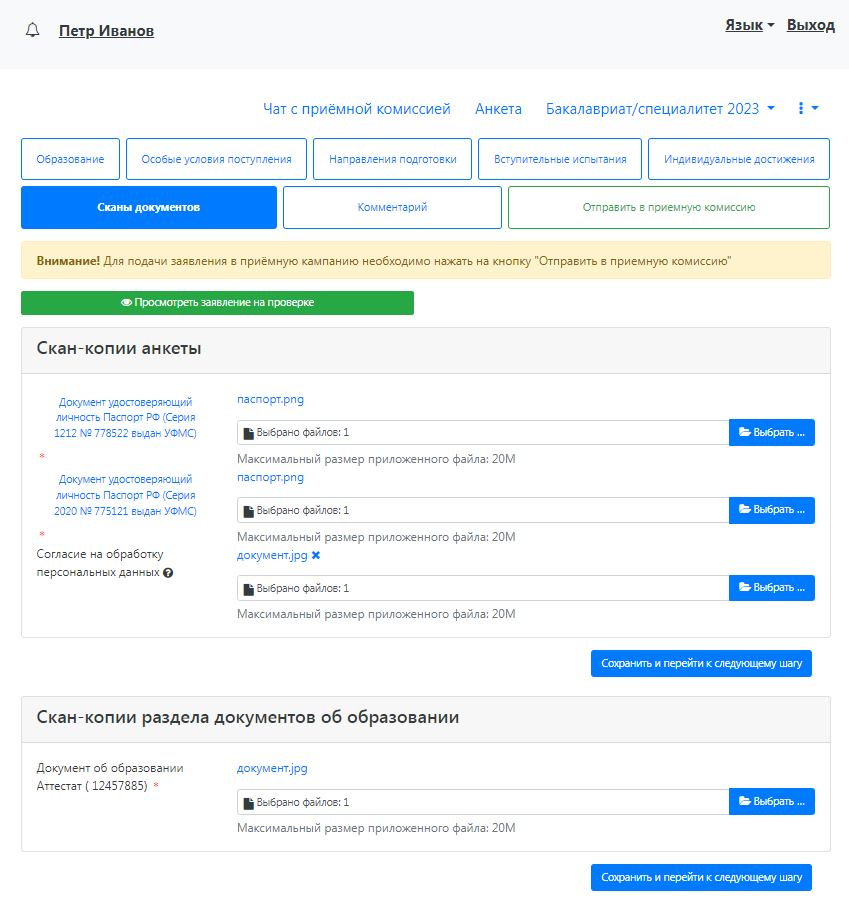 Петр Иванов
Язык
Выход
Чат с приёмной комиссией
Анкета
Бакалавриат/специалитет 2023
Образование
Особые условия поступления
Направления подготовки
Вступительные испытания
Индивидуальные достижения
Сканы документов
Комментарий
Отправить в приемную комиссию
Внимание! Для подачи заявления в приёмную кампанию необходимо нажать на кнопку "Отправить в приемную комиссию"
Просмотреть заявление на проверке
Скан-копии анкеты
Документ удостоверяющий
личность Паспорт РФ (Серия
1212 № 778522 выдан УФМС)
*
паспорт.png
Выбрано файлов: 1
Выбрать ...
Максимальный размер приложенного файла: 20M
Документ удостоверяющий
личность Паспорт РФ (Серия
2020 № 775121 выдан УФМС)
*
паспорт.png
Выбрано файлов: 1
Выбрать ...
Максимальный размер приложенного файла: 20M
Согласие на обработку
персональных данных
документ.jpg
Выбрано файлов: 1
Выбрать ...
Максимальный размер приложенного файла: 20M
Сохранить и перейти к следующему шагу
Скан-копии раздела документов об образовании
Документ об образовании
Аттестат ( 12457885) *
документ.jpg
Выбрано файлов: 1
Выбрать ...
Максимальный размер приложенного файла: 20M
Сохранить и перейти к следующему шагу